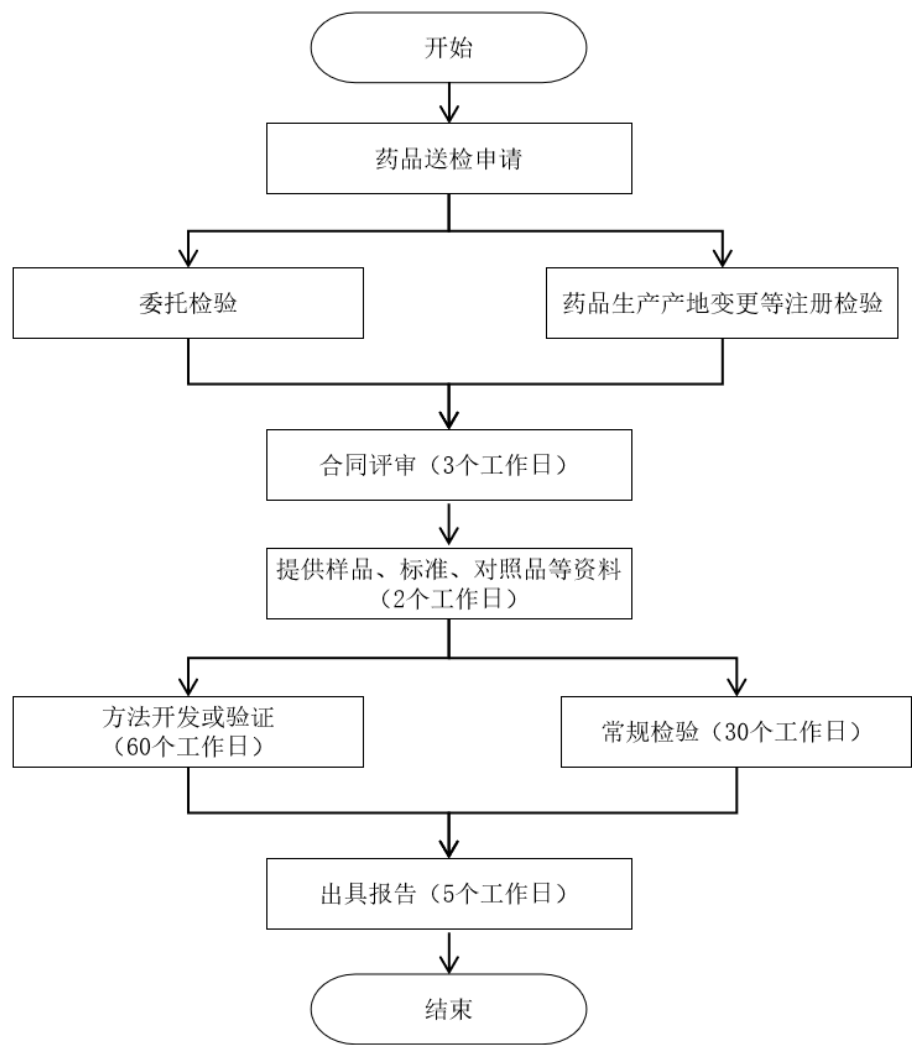 开始
药品送检申请
委托检验
药品生产产地变更等注册检验
合同评审（3个工作日）
提供样品、标准、对照品等资料
（2个工作日）
方法开发或验证
（60个工作日）
常规检验（30个工作日）
出具报告（5个工作日）
结束